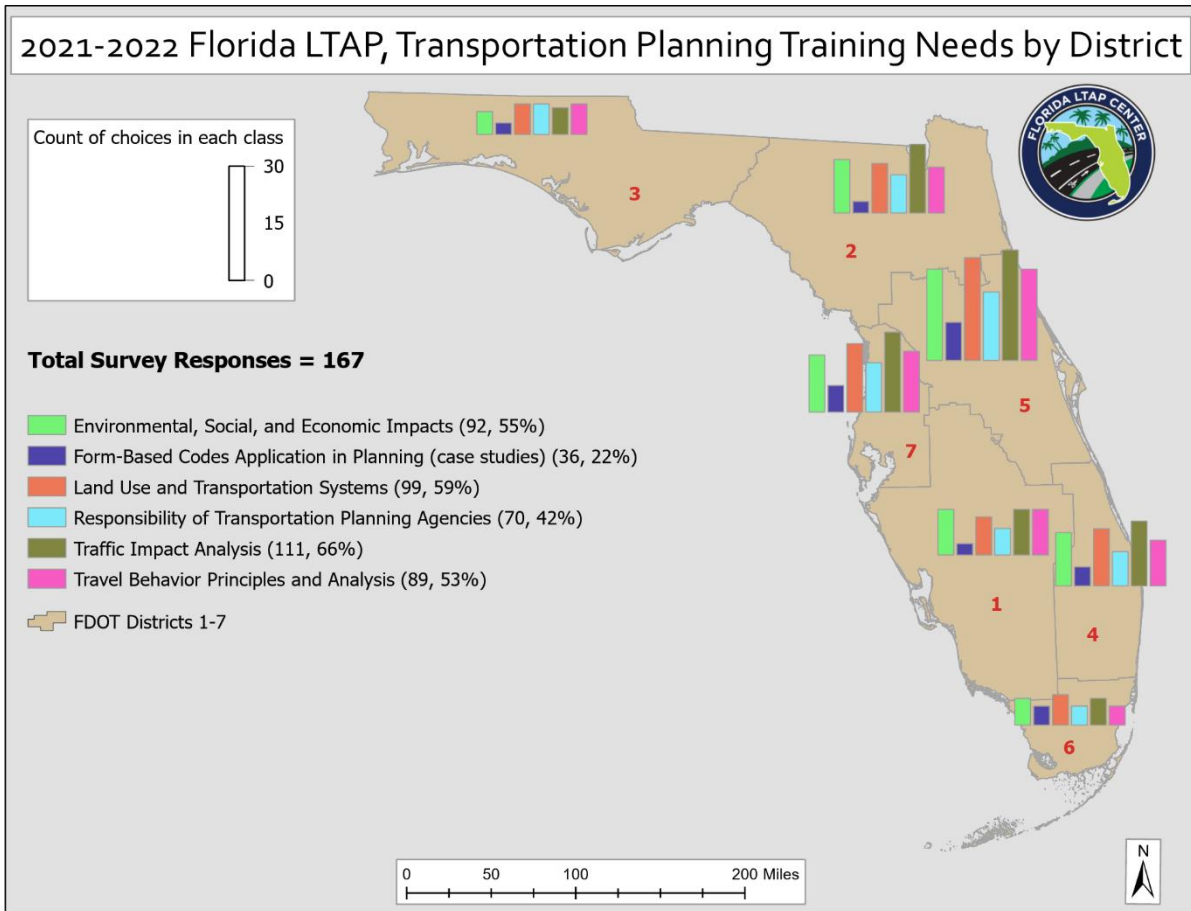 2021-2022 Florida LTAP, Transportation Planning Training Needs by District
FLORIDA LTAP CENTER
Count of choices in each class
30
15
0
3
2
Total Survey Responses = 167
Environmental, Social, and Economic Impacts (92, 55%)
Form-Based Codes Application in Planning (case studies) (36, 22%)
Land Use and Transportation Systems (99, 59%)
Responsibility of Transportation Planning Agencies (70, 42%)
Traffic Impact Analysis (111, 66%)
Travel Behavior Principles and Analysis (89, 53%)
FDOT Districts 1-7
5
7
1
4
6
0 50 100 200 Miles
N